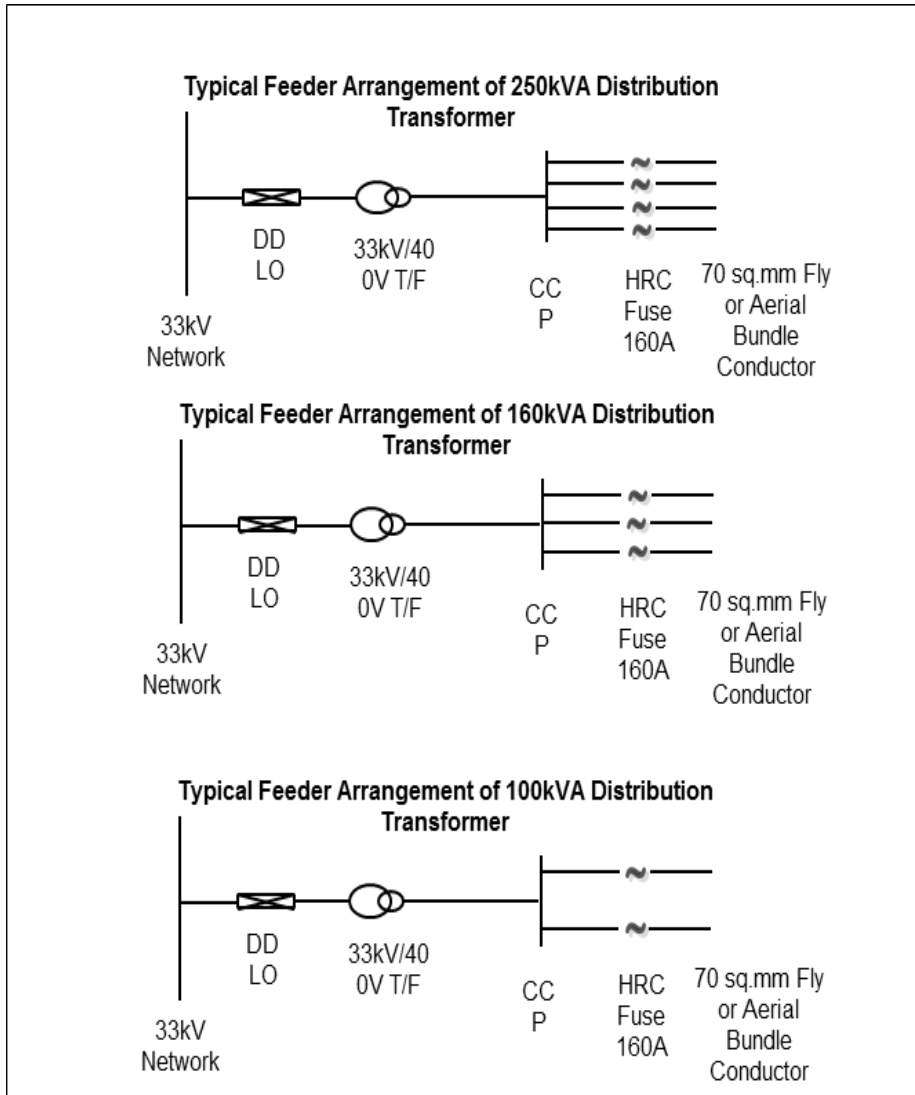 Typical Feeder Arrangement of 250kVA Distribution
Transformer
DD
LO
33kV/40
0V T/F
CC
P
HRC
Fuse
160A
70 sq.mm Fly
or Aerial
Bundle
Conductor
33kV
Network
Typical Feeder Arrangement of 160kVA Distribution
Transformer
DD
LO
33kV/40
0V T/F
CC
P
HRC
Fuse
160A
70 sq.mm Fly
or Aerial
Bundle
Conductor
33kV
Network
Typical Feeder Arrangement of 100kVA Distribution
Transformer
DD
LO
33kV/40
0V T/F
CC
P
HRC
Fuse
160A
70 sq.mm Fly
or Aerial
Bundle
Conductor
33kV
Network